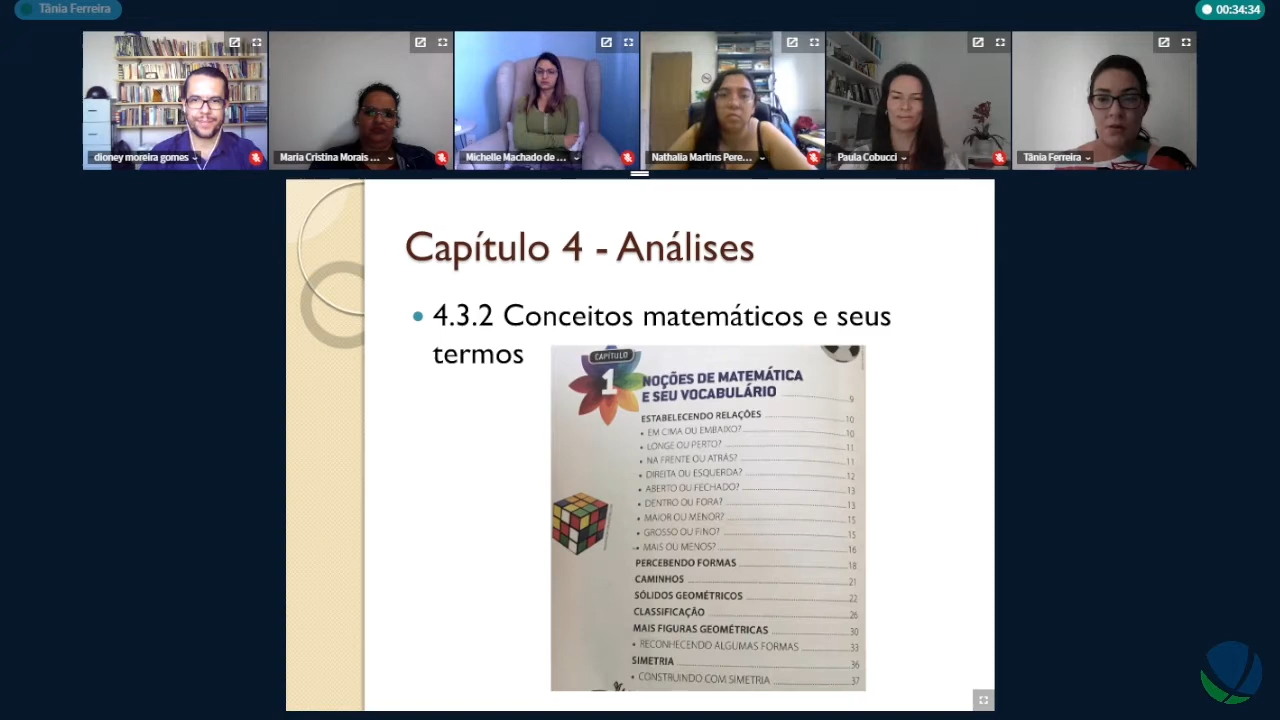 Tânia Ferreira
00:34:34
dioney moreira gomes
Maria Cristina Morais ...
Michelle Machado de ...
Nathalia Martins Pere...
Paula Cobucci
Tânia Ferreira
Capítulo 4 - Análises
• 4.3.2 Conceitos matemáticos e seus
termos
CAPÍTULO
1
NOÇÕES DE MATEMÁTICA
E SEU VOCABULÁRIO 9
ESTABELECENDO RELAÇÕES 10
• EM CIMA OU EMBAIXO? 10
• LONGE OU PERTO? 11
• NA FRENTE OU ATRÁS? 11
• DIREITA OU ESQUERDA? 12
• ABERTO OU FECHADO? 13
• DENTRO OU FORA? 13
• MAIOR OU MENOR? 15
• GROSSO OU FINO? 15
• MAIS OU MENOS? 16
PERCEBENDO FORMAS 18
CAMINHOS 21
SÓLIDOS GEOMÉTRICOS 22
CLASSIFICAÇÃO 26
MAIS FIGURAS GEOMÉTRICAS 30
• RECONHECENDO ALGUMAS FORMAS 33
SIMETRIA 36
• CONSTRUINDO COM SIMETRIA 37